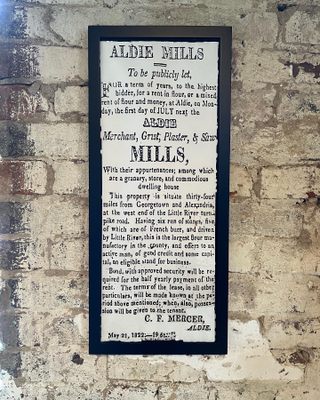 ALDIE MILLS
To be publicly let,
FOUR a term of years, to the highest
bidder, for a rent in flour, or a mixed
rent of flour and money, at Aldie, on Mon-
day, the first day of JULY next the
ALDIE
Merchant, Grist, Plaster, & Saw
MILLS,
With their appurtenances; among which
are a granary, store, and commodious
dwelling house
This property is situate thirty-four
miles from Georgetown and Alexandria,
at the west end of the Little River turn-
pike road. Having six run of stones, five
of which are of French burr, and driven
by Little River, this is the largest flour ma-
nufactory in the county, and offers to an
active man, of good credit and some capi-
tal, an eligible stand for business.
Bond, with approved security will be re-
quired for the half yearly payment of the
rent. The terms of the lease, in all other
particulars, will be made known at the pe-
riod above mentioned; when, also, posses-
sion will be given to the tenant.
C. F. MERCER,
ALDIE.
May 21, 1822:—19